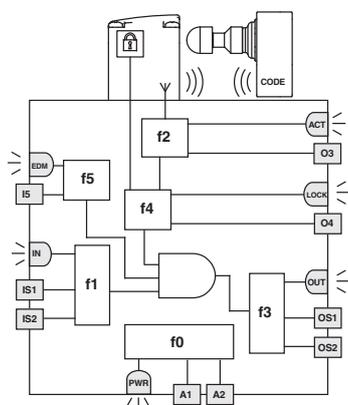 CODE
f2
ACT
O3
EDM
f5
I5
f4
LOCK
O4
IN
f1
IS1
IS2
f3
OUT
OS1
OS2
f0
PWR
A1
A2